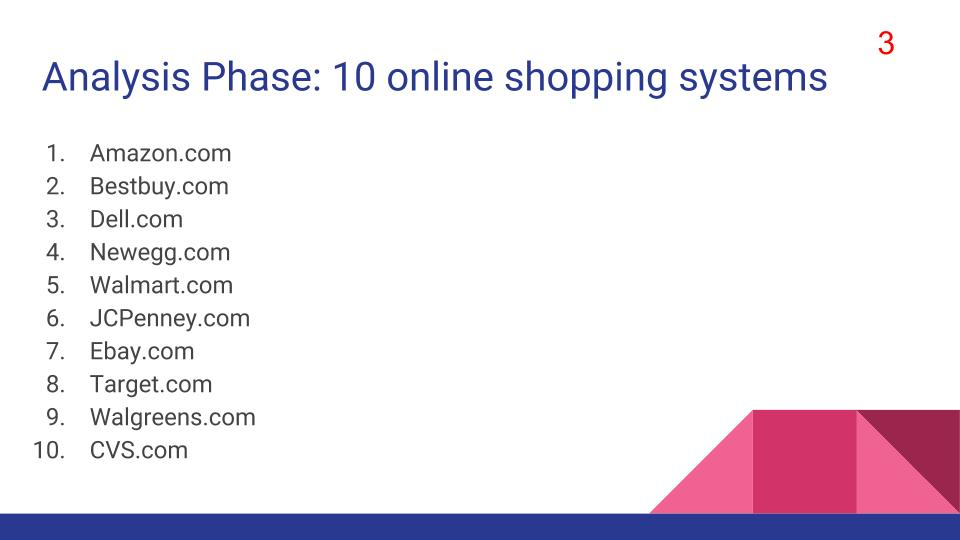 3
Analysis Phase: 10 online shopping systems
1. Amazon.com
2. Bestbuy.com
3. Dell.com
4. Newegg.com
5. Walmart.com
6. JCPenney.com
7. Ebay.com
8. Target.com
9. Walgreens.com
10. CVS.com